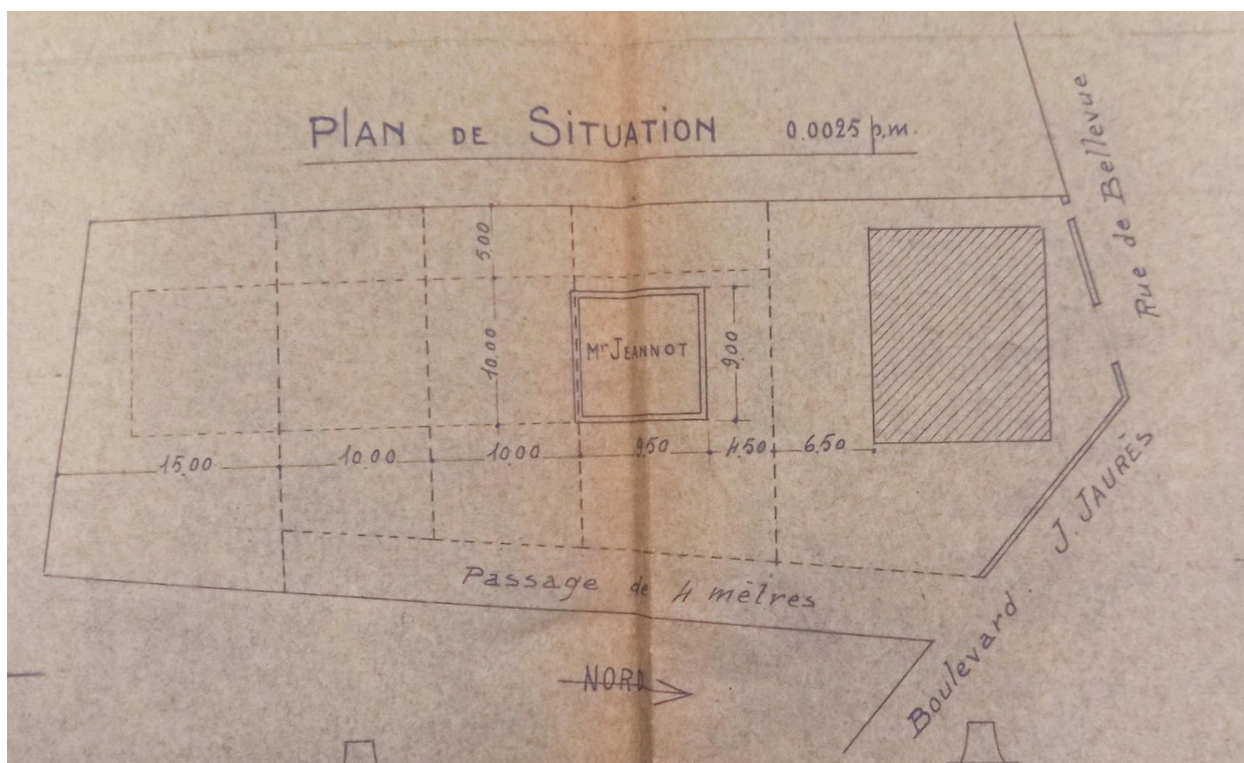 PLAN DE SITUATION 0.0025 p.m.
Rue de Bellevue
5.00
10.00
Mr JEANNOT
9.00
15.00
10.00
10.00
9.50
4.50
6.50
J. JAURÈS
Passage de 4 mètres
Boulevard
NORD